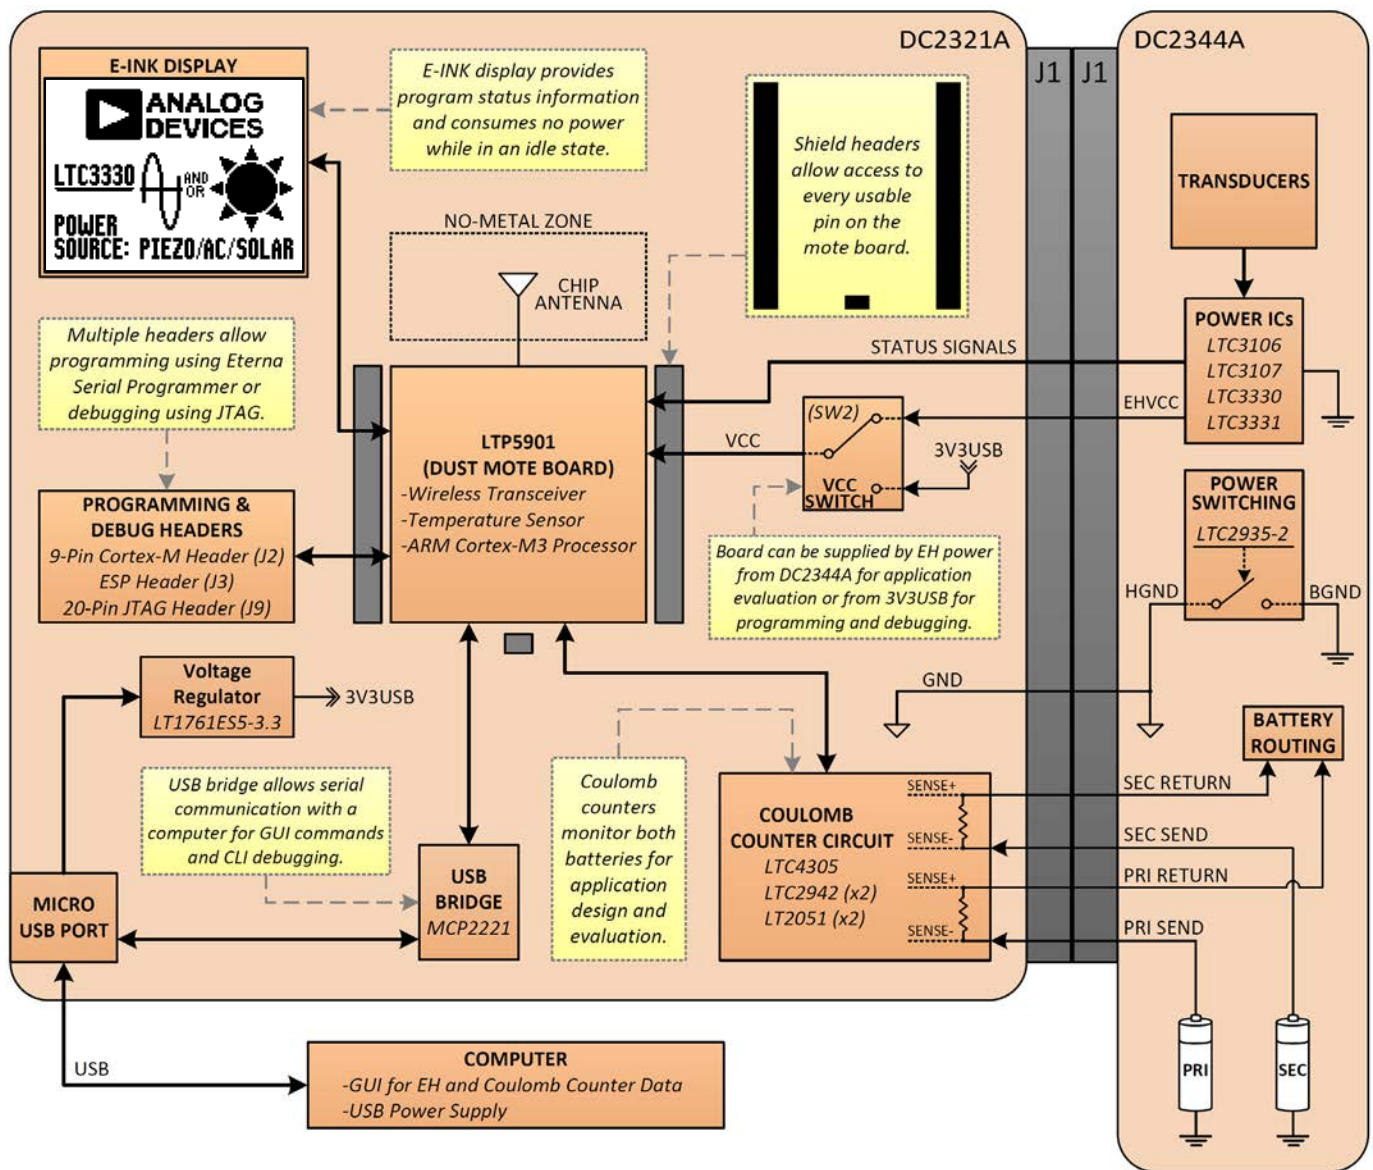 DC2321A
DC2344A
J1
J1
E-INK DISPLAY
ANALOG
DEVICES
LTC3330
AND
OR
POWER
SOURCE: PIEZO/AC/SOLAR
E-INK display provides
program status information
and consumes no power
while in an idle state.
Shield headers
allow access to
every usable
pin on the
mote board.
TRANSDUCERS
NO-METAL ZONE
CHIP
ANTENNA
Multiple headers allow
programming using Eterna
Serial Programmer or
debugging using JTAG.
STATUS SIGNALS
POWER ICs
LTC3106
LTC3107
LTC3330
LTC3331
EHVCC
(SW2)
VCC
3V3USB
VCC
SWITCH
LTP5901
(DUST MOTE BOARD)
-Wireless Transceiver
-Temperature Sensor
-ARM Cortex-M3 Processor
PROGRAMMING &
DEBUG HEADERS
9-Pin Cortex-M Header (J2)
ESP Header (J3)
20-Pin JTAG Header (J9)
POWER
SWITCHING
LTC2935-2
HGND
BGND
Board can be supplied by EH power
from DC2344A for application
evaluation or from 3V3USB for
programming and debugging.
Voltage
Regulator
LT1761ES5-3.3
3V3USB
GND
BATTERY
ROUTING
USB bridge allows serial
communication with a
computer for GUI commands
and CLI debugging.
Coulomb
counters
monitor both
batteries for
application
design and
evaluation.
COULOMB
COUNTER CIRCUIT
LTC4305
LTC2942 (x2)
LT2051 (x2)
SENSE+
SENSE-
SENSE+
SENSE-
SEC RETURN
SEC SEND
PRI RETURN
PRI SEND
MICRO
USB PORT
USB
BRIDGE
MCP2221
USB
COMPUTER
-GUI for EH and Coulomb Counter Data
-USB Power Supply
PRI
SEC